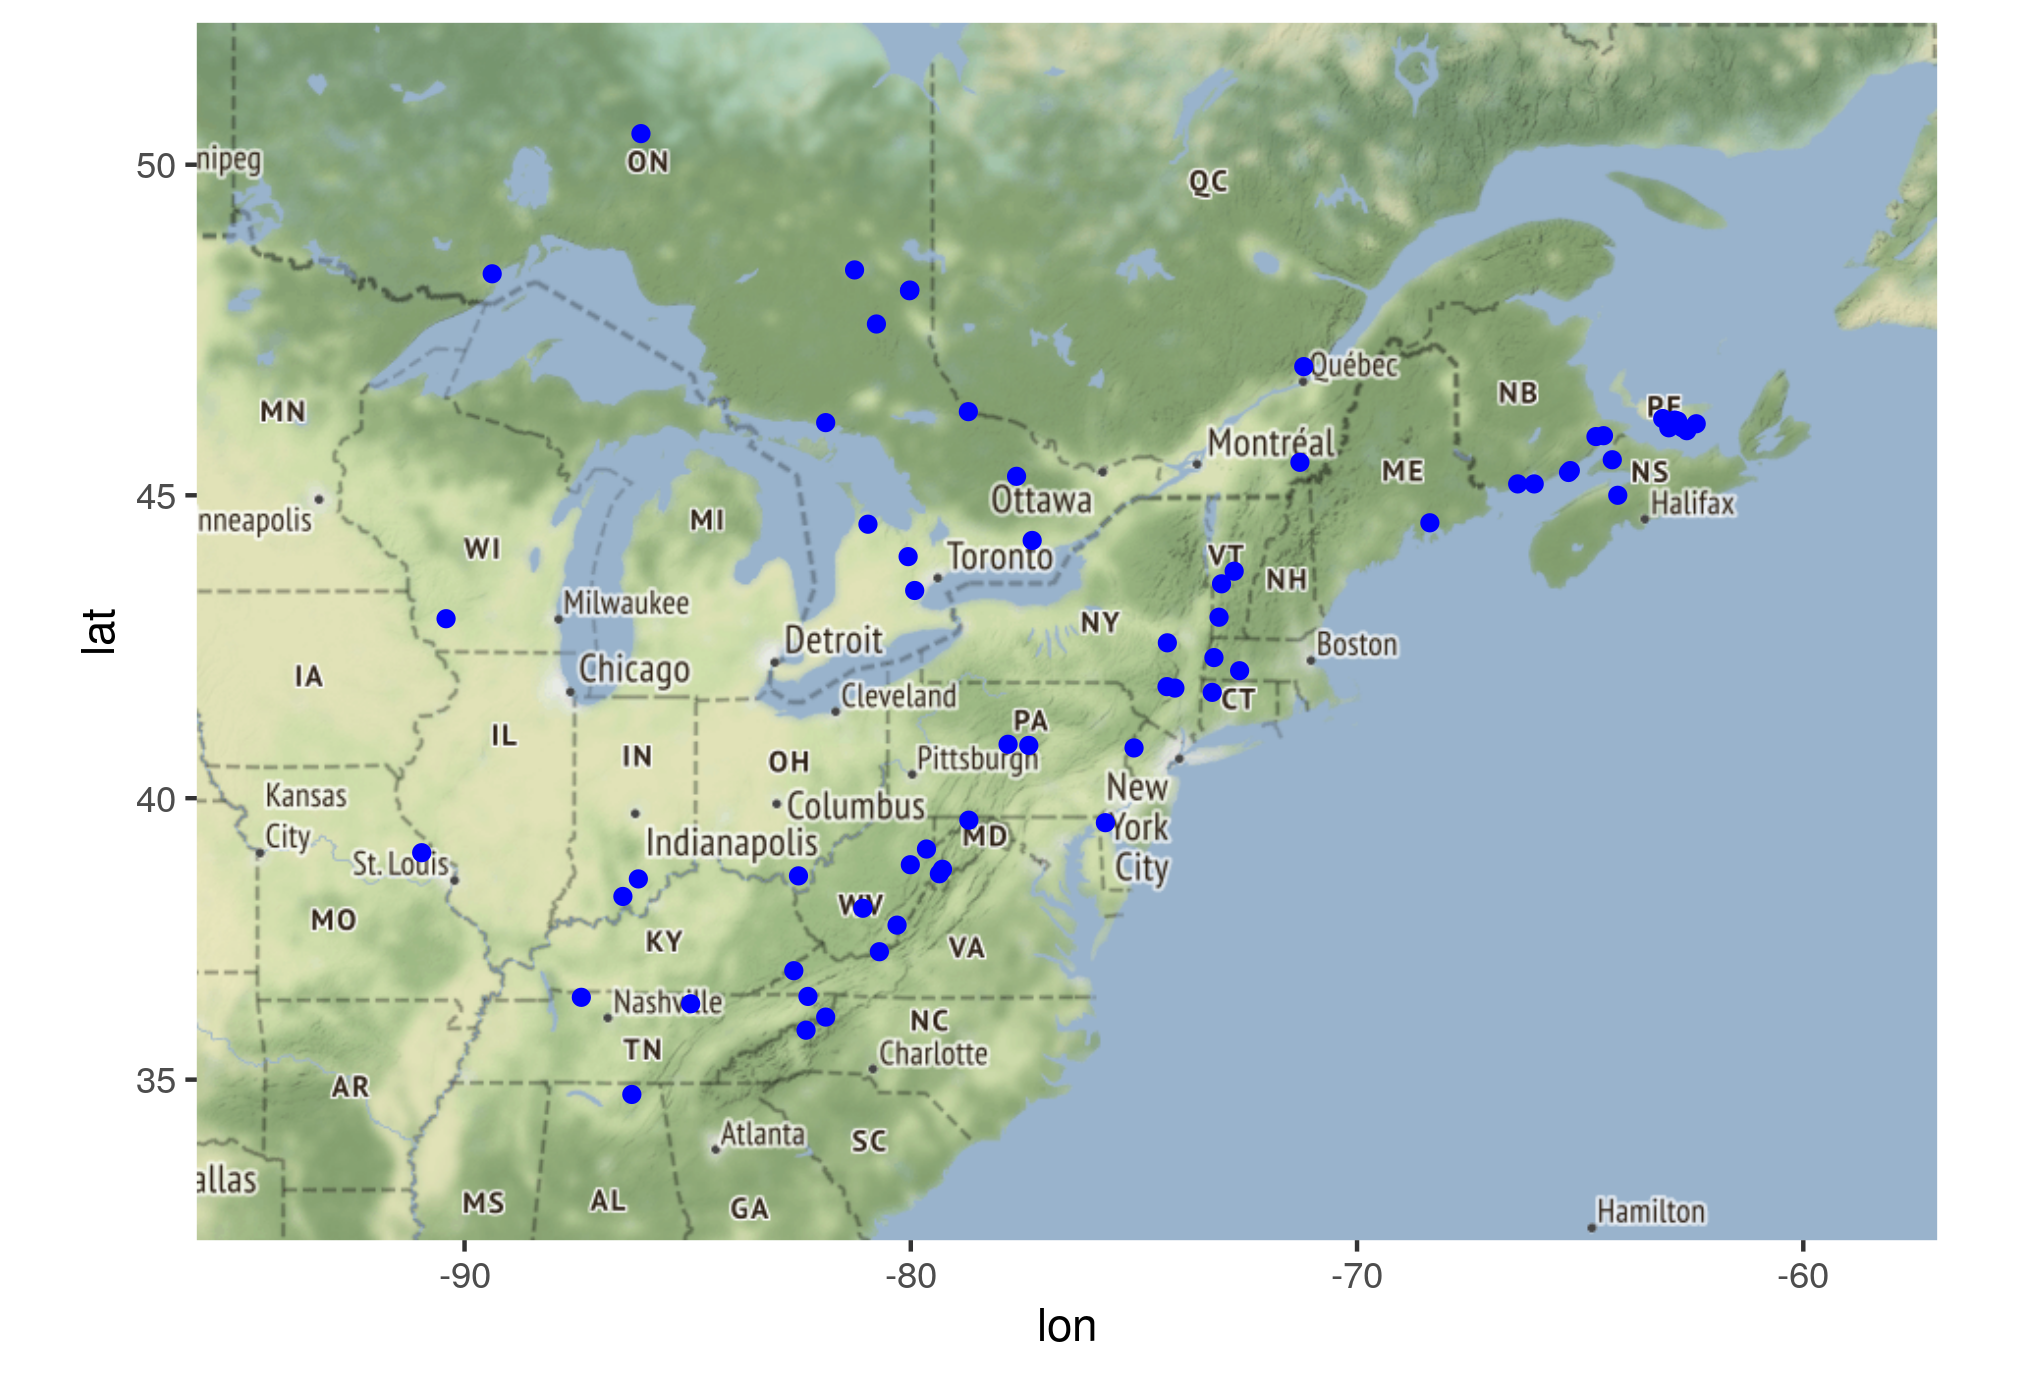 50
nipeg
ON
QC
Québec
MN
NB
PE
Montréal
ME
NS
45
nneapolis
MI
Ottawa
Halifax
WI
Toronto
VT
NH
Milwaukee
NY
Detroit
Boston
IA
Chicago
Cleveland
CT
IL
PA
IN
OH
Pittsburgh
40
Kansas
City
Columbus
New
York
City
Indianapolis
MD
St. Louis
MO
WV
KY
VA
Nashville
NC
TN
Charlotte
35
AR
Atlanta
SC
allas
MS
AL
GA
Hamilton
-90
-80
-70
-60
lat
lon